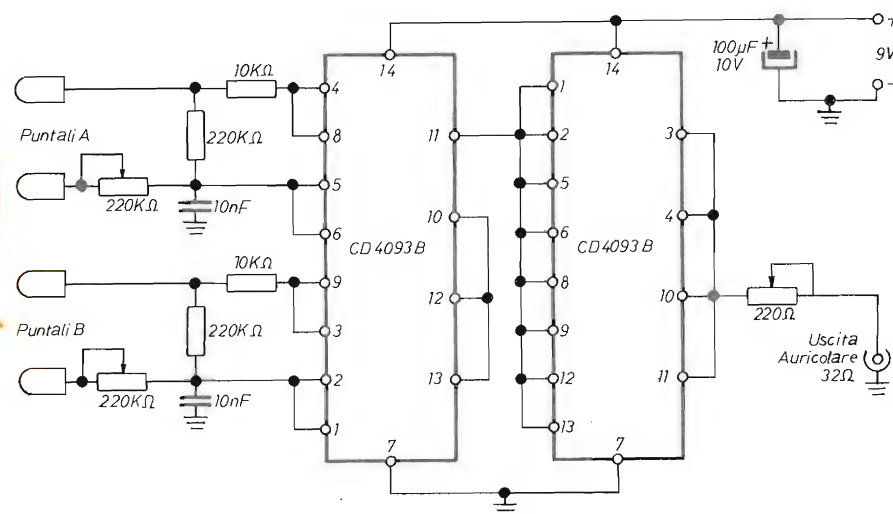 +
14
14
100µF +
10V
9V
-
10KΩ
4
1
Puntali A
220KΩ
8
11
2
3
5
5
220KΩ
10nF
6
10
6
4
CD4093B
CD4093B
10KΩ
9
12
8
10
220Ω
Puntali B
220KΩ
3
9
Uscita
Auricolare
32Ω
2
13
12
11
220KΩ
10nF
1
13
7
7